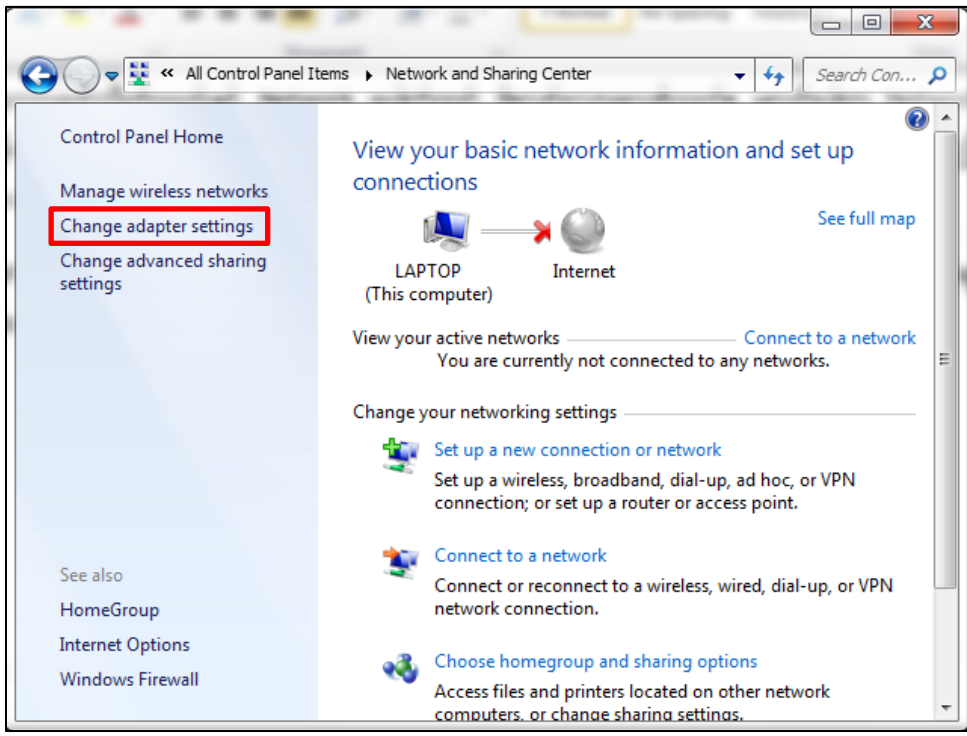 « All Control Panel Items ▸ Network and Sharing Center
Search Con...
Control Panel Home
Manage wireless networks
Change adapter settings
Change advanced sharing
settings
See also
HomeGroup
Internet Options
Windows Firewall
View your basic network information and set up
connections
See full map
LAPTOP
(This computer)
Internet
View your active networks
Connect to a network
You are currently not connected to any networks.
Change your networking settings
Set up a new connection or network
Set up a wireless, broadband, dial-up, ad hoc, or VPN
connection; or set up a router or access point.
Connect to a network
Connect or reconnect to a wireless, wired, dial-up, or VPN
network connection.
Choose homegroup and sharing options
Access files and printers located on other network
computers, or change sharing settings.